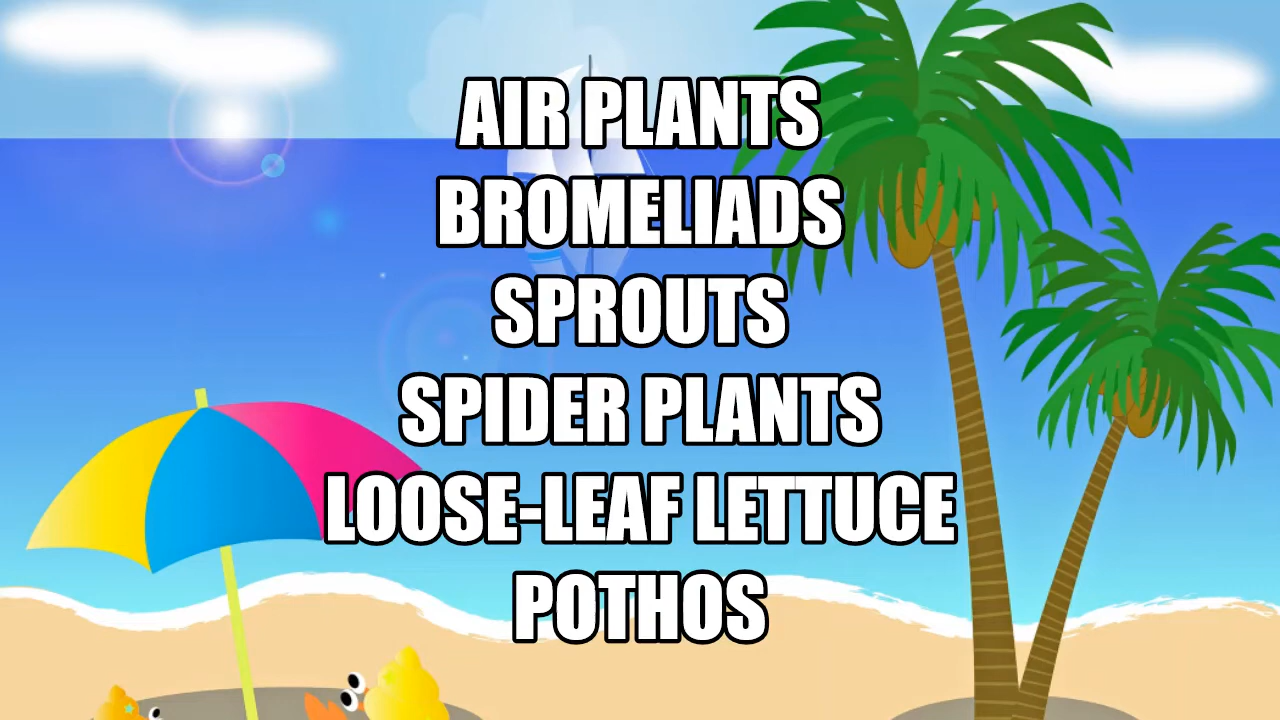 AIR PLANTS
BROMELIADS
SPROUTS
SPIDER PLANTS
LOOSE-LEAF LETTUCE
POTHOS